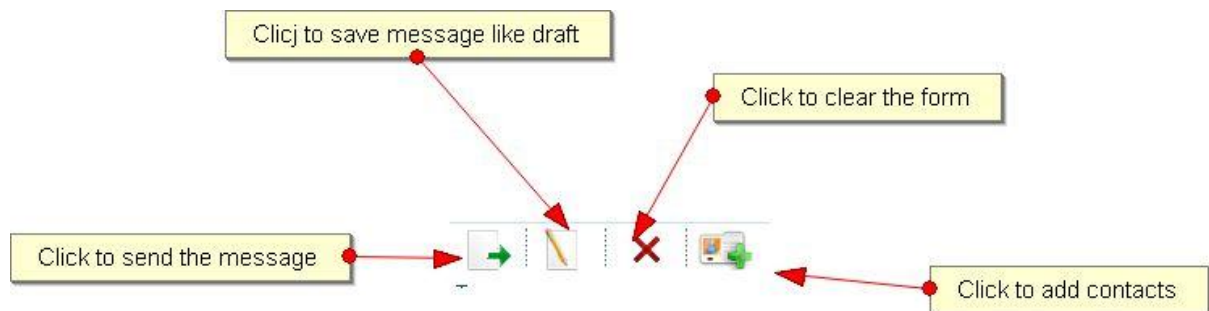 Clicj to save message like draft
Click to clear the form
Click to send the message
Click to add contacts